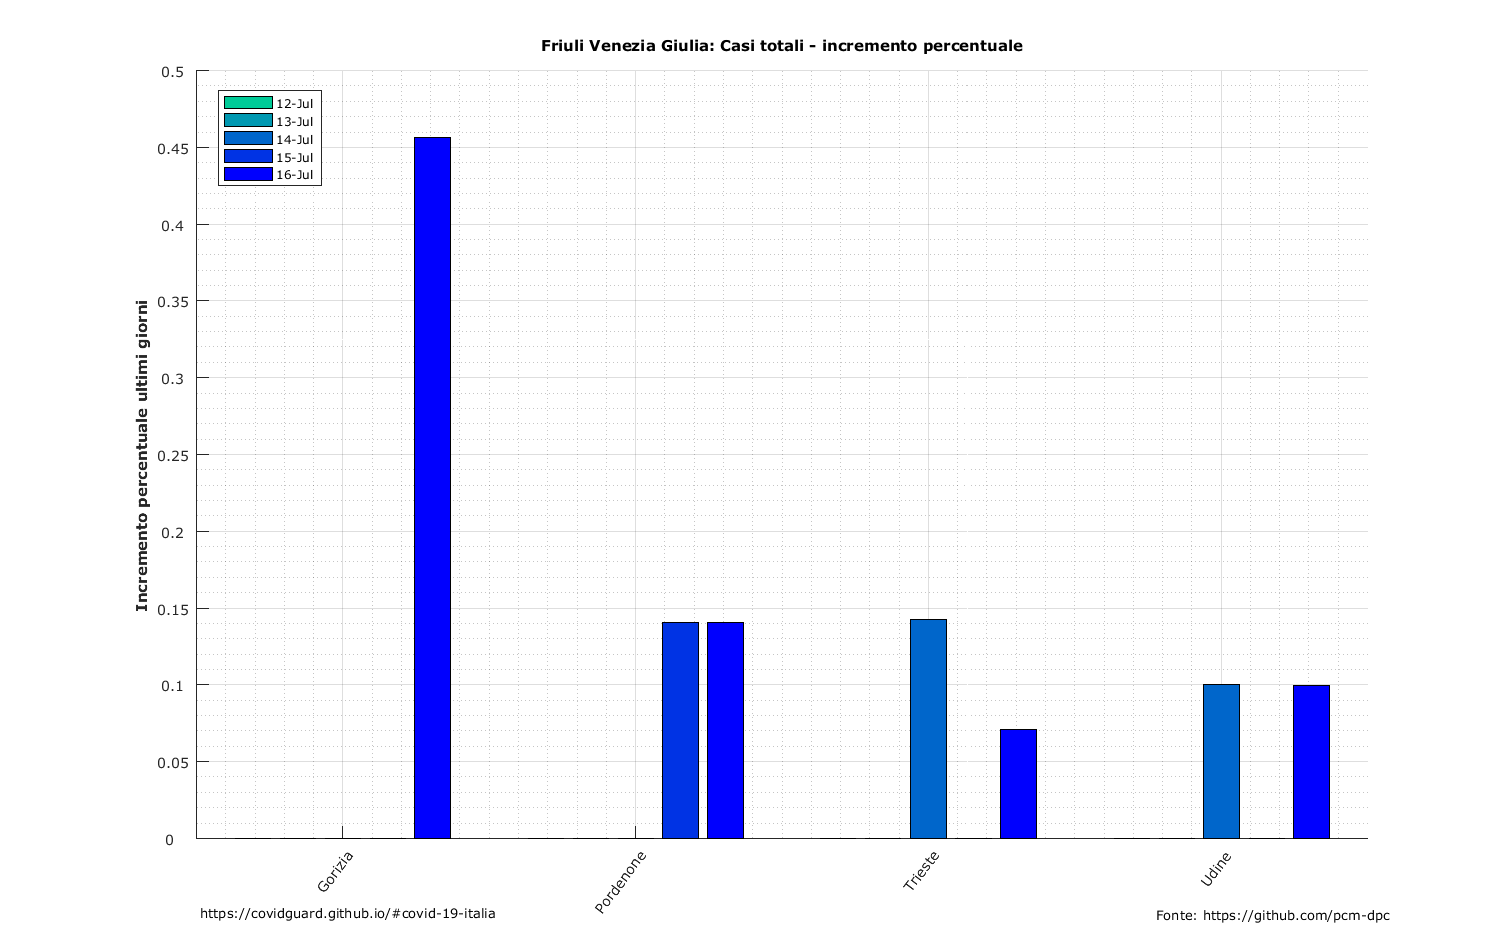 Friuli Venezia Giulia: Casi totali - incremento percentuale
0.5
0.45
0.4
0.35
0.3
0.25
0.2
0.15
0.1
0.05
0
Incremento percentuale ultimi giorni
12-Jul
13-Jul
14-Jul
15-Jul
16-Jul
Gorizia
Pordenone
Trieste
Udine
https://covidguard.github.io/#covid-19-italia
Fonte: https://github.com/pcm-dpc